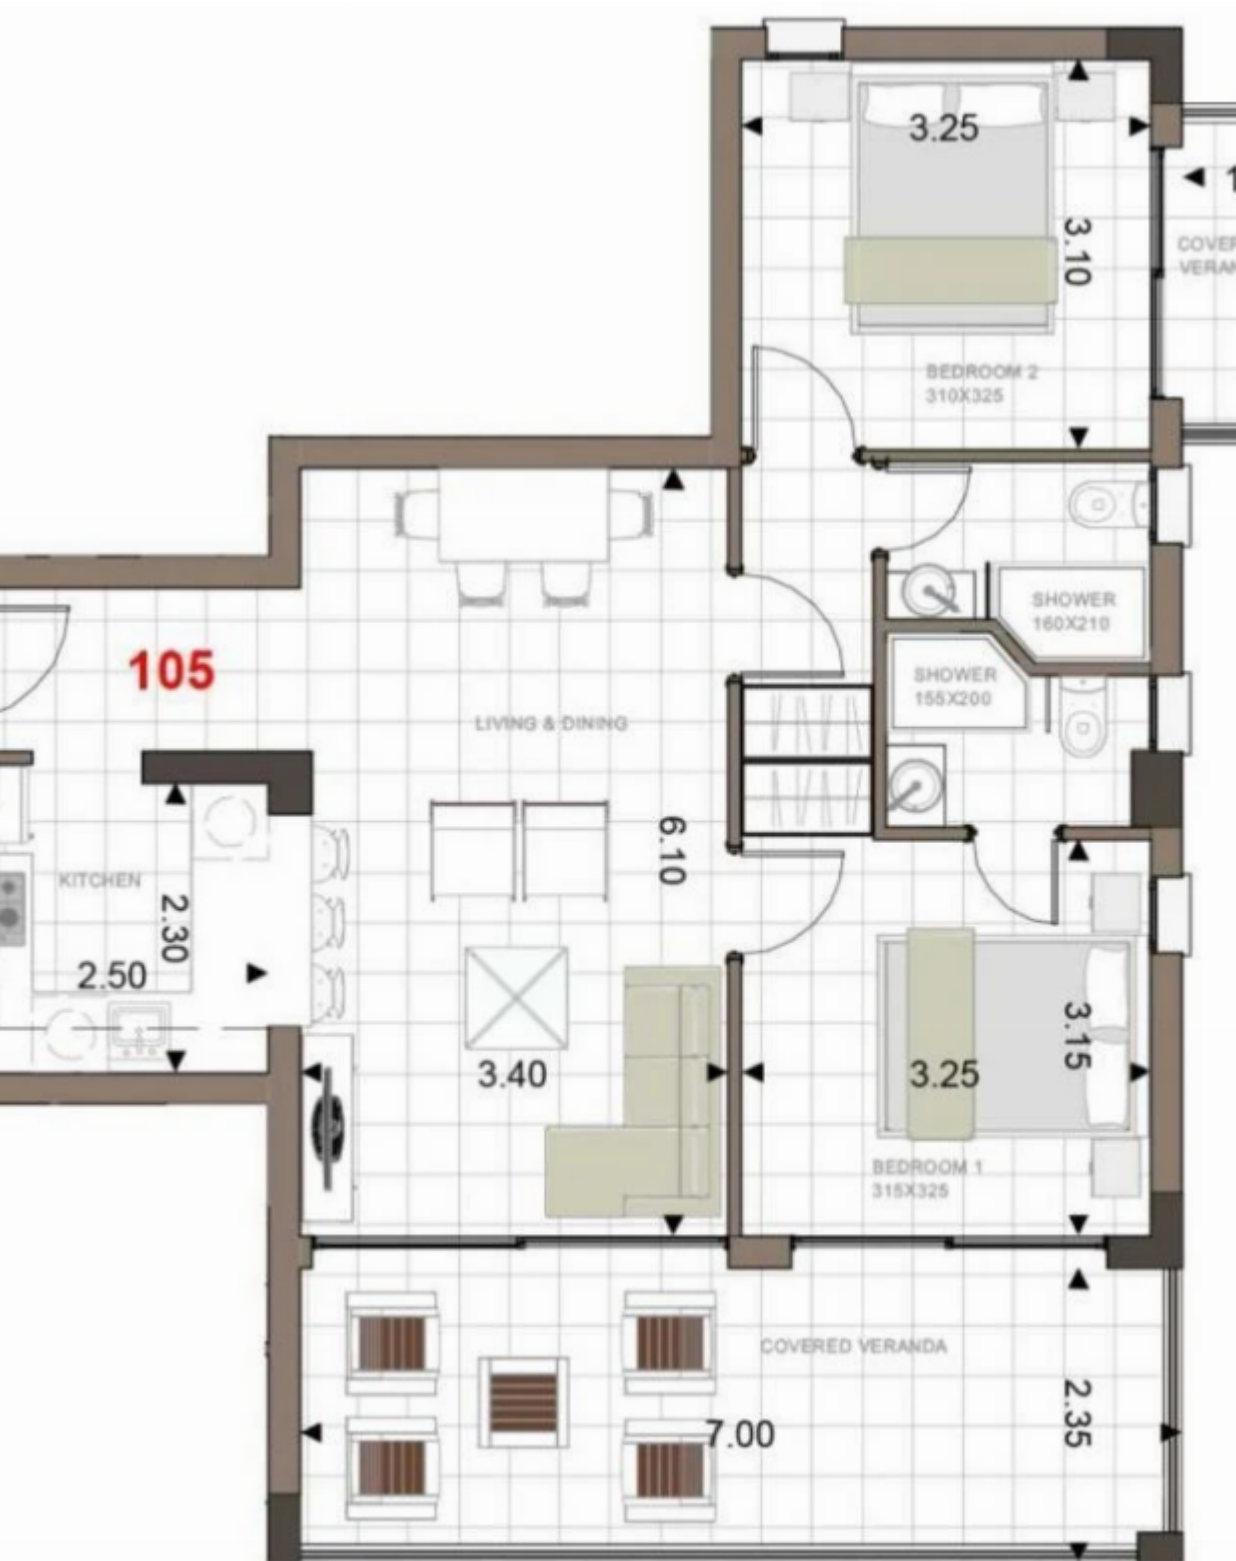 3.25
3.10
BEDROOM 2
310X325
SHOWER
160X210
105
SHOWER
155X200
LIVING & DINING
6.10
KITCHEN
2.30
2.50
3.40
3.25
3.15
BEDROOM 1
315X325
COVERED VERANDA
2.35
7.00